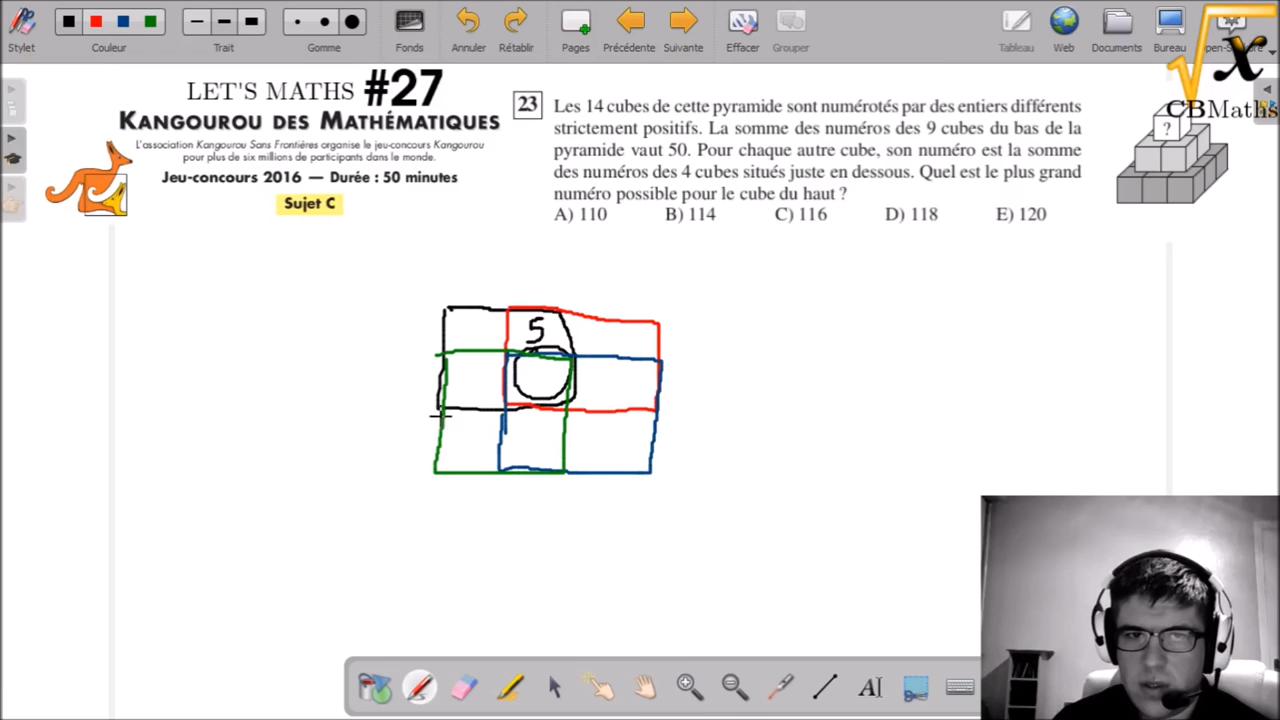 Stylet Couleur Trait Gomme Fonds Annuler Rétablir Pages Précédente Suivante Effacer Grouper Tableau Web Documents Bureau
LET'S MATHS #27
KANGOUROU DES MATHÉMATIQUES
L'association Kangourou Sans Frontières organise le jeu-concours Kangourou
pour plus de six millions de participants dans le monde.
Jeu-concours 2016 — Durée : 50 minutes
Sujet C
23 Les 14 cubes de cette pyramide sont numérotés par des entiers différents
strictement positifs. La somme des numéros des 9 cubes du bas de la
pyramide vaut 50. Pour chaque autre cube, son numéro est la somme
des numéros des 4 cubes situés juste en dessous. Quel est le plus grand
numéro possible pour le cube du haut ?
A) 110 B) 114 C) 116 D) 118 E) 120
√x
CBMaths
?
5
AI